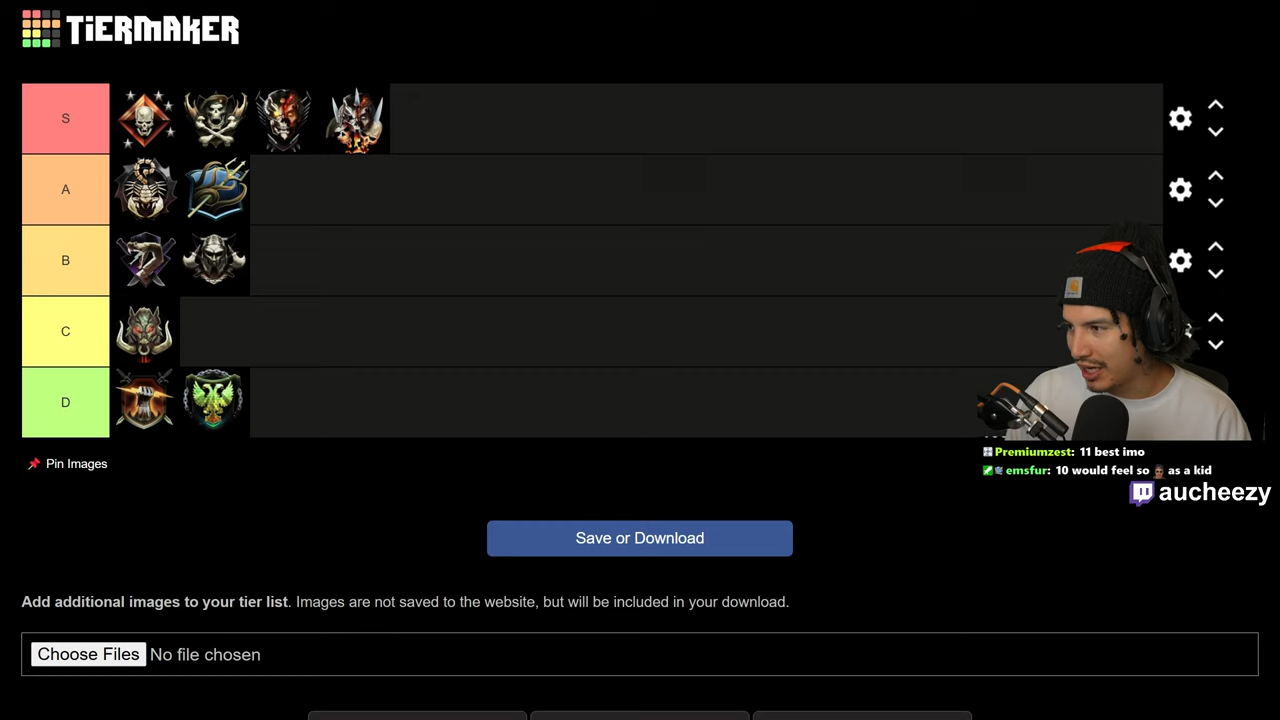 TiERMAKER
S
A
B
C
D
📌 Pin Images
Premiumzest: 11 best imo
emsfur: 10 would feel so as a kid
aucheezy
Save or Download
Add additional images to your tier list. Images are not saved to the website, but will be included in your download.
Choose Files No file chosen